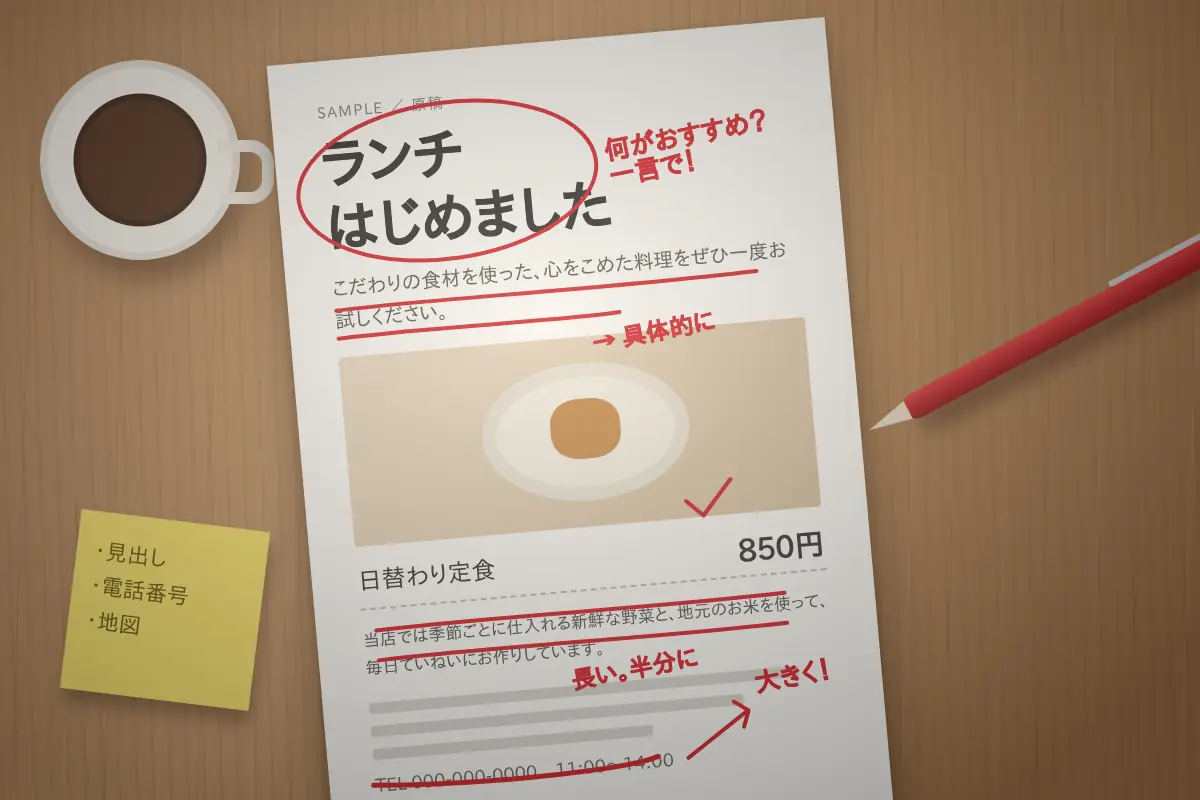 SAMPLE ／ 原稿
ランチ
はじめました
何がおすすめ？
一言で！
こだわりの食材を使った、心をこめた料理をぜひ一度お
試しください。
→ 具体的に
日替わり定食
850円
当店では季節ごとに仕入れる新鮮な野菜と、地元のお米を使って、
毎日ていねいにお作りしています。
長い。半分に
大きく！
TEL 000-000-0000　11:00〜14:00
・見出し
・電話番号
・地図